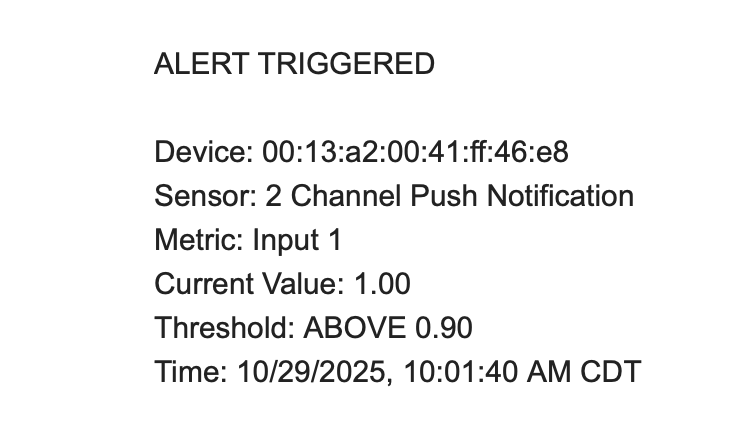 ALERT TRIGGERED
Device: 00:13:a2:00:41:ff:46:e8
Sensor: 2 Channel Push Notification
Metric: Input 1
Current Value: 1.00
Threshold: ABOVE 0.90
Time: 10/29/2025, 10:01:40 AM CDT